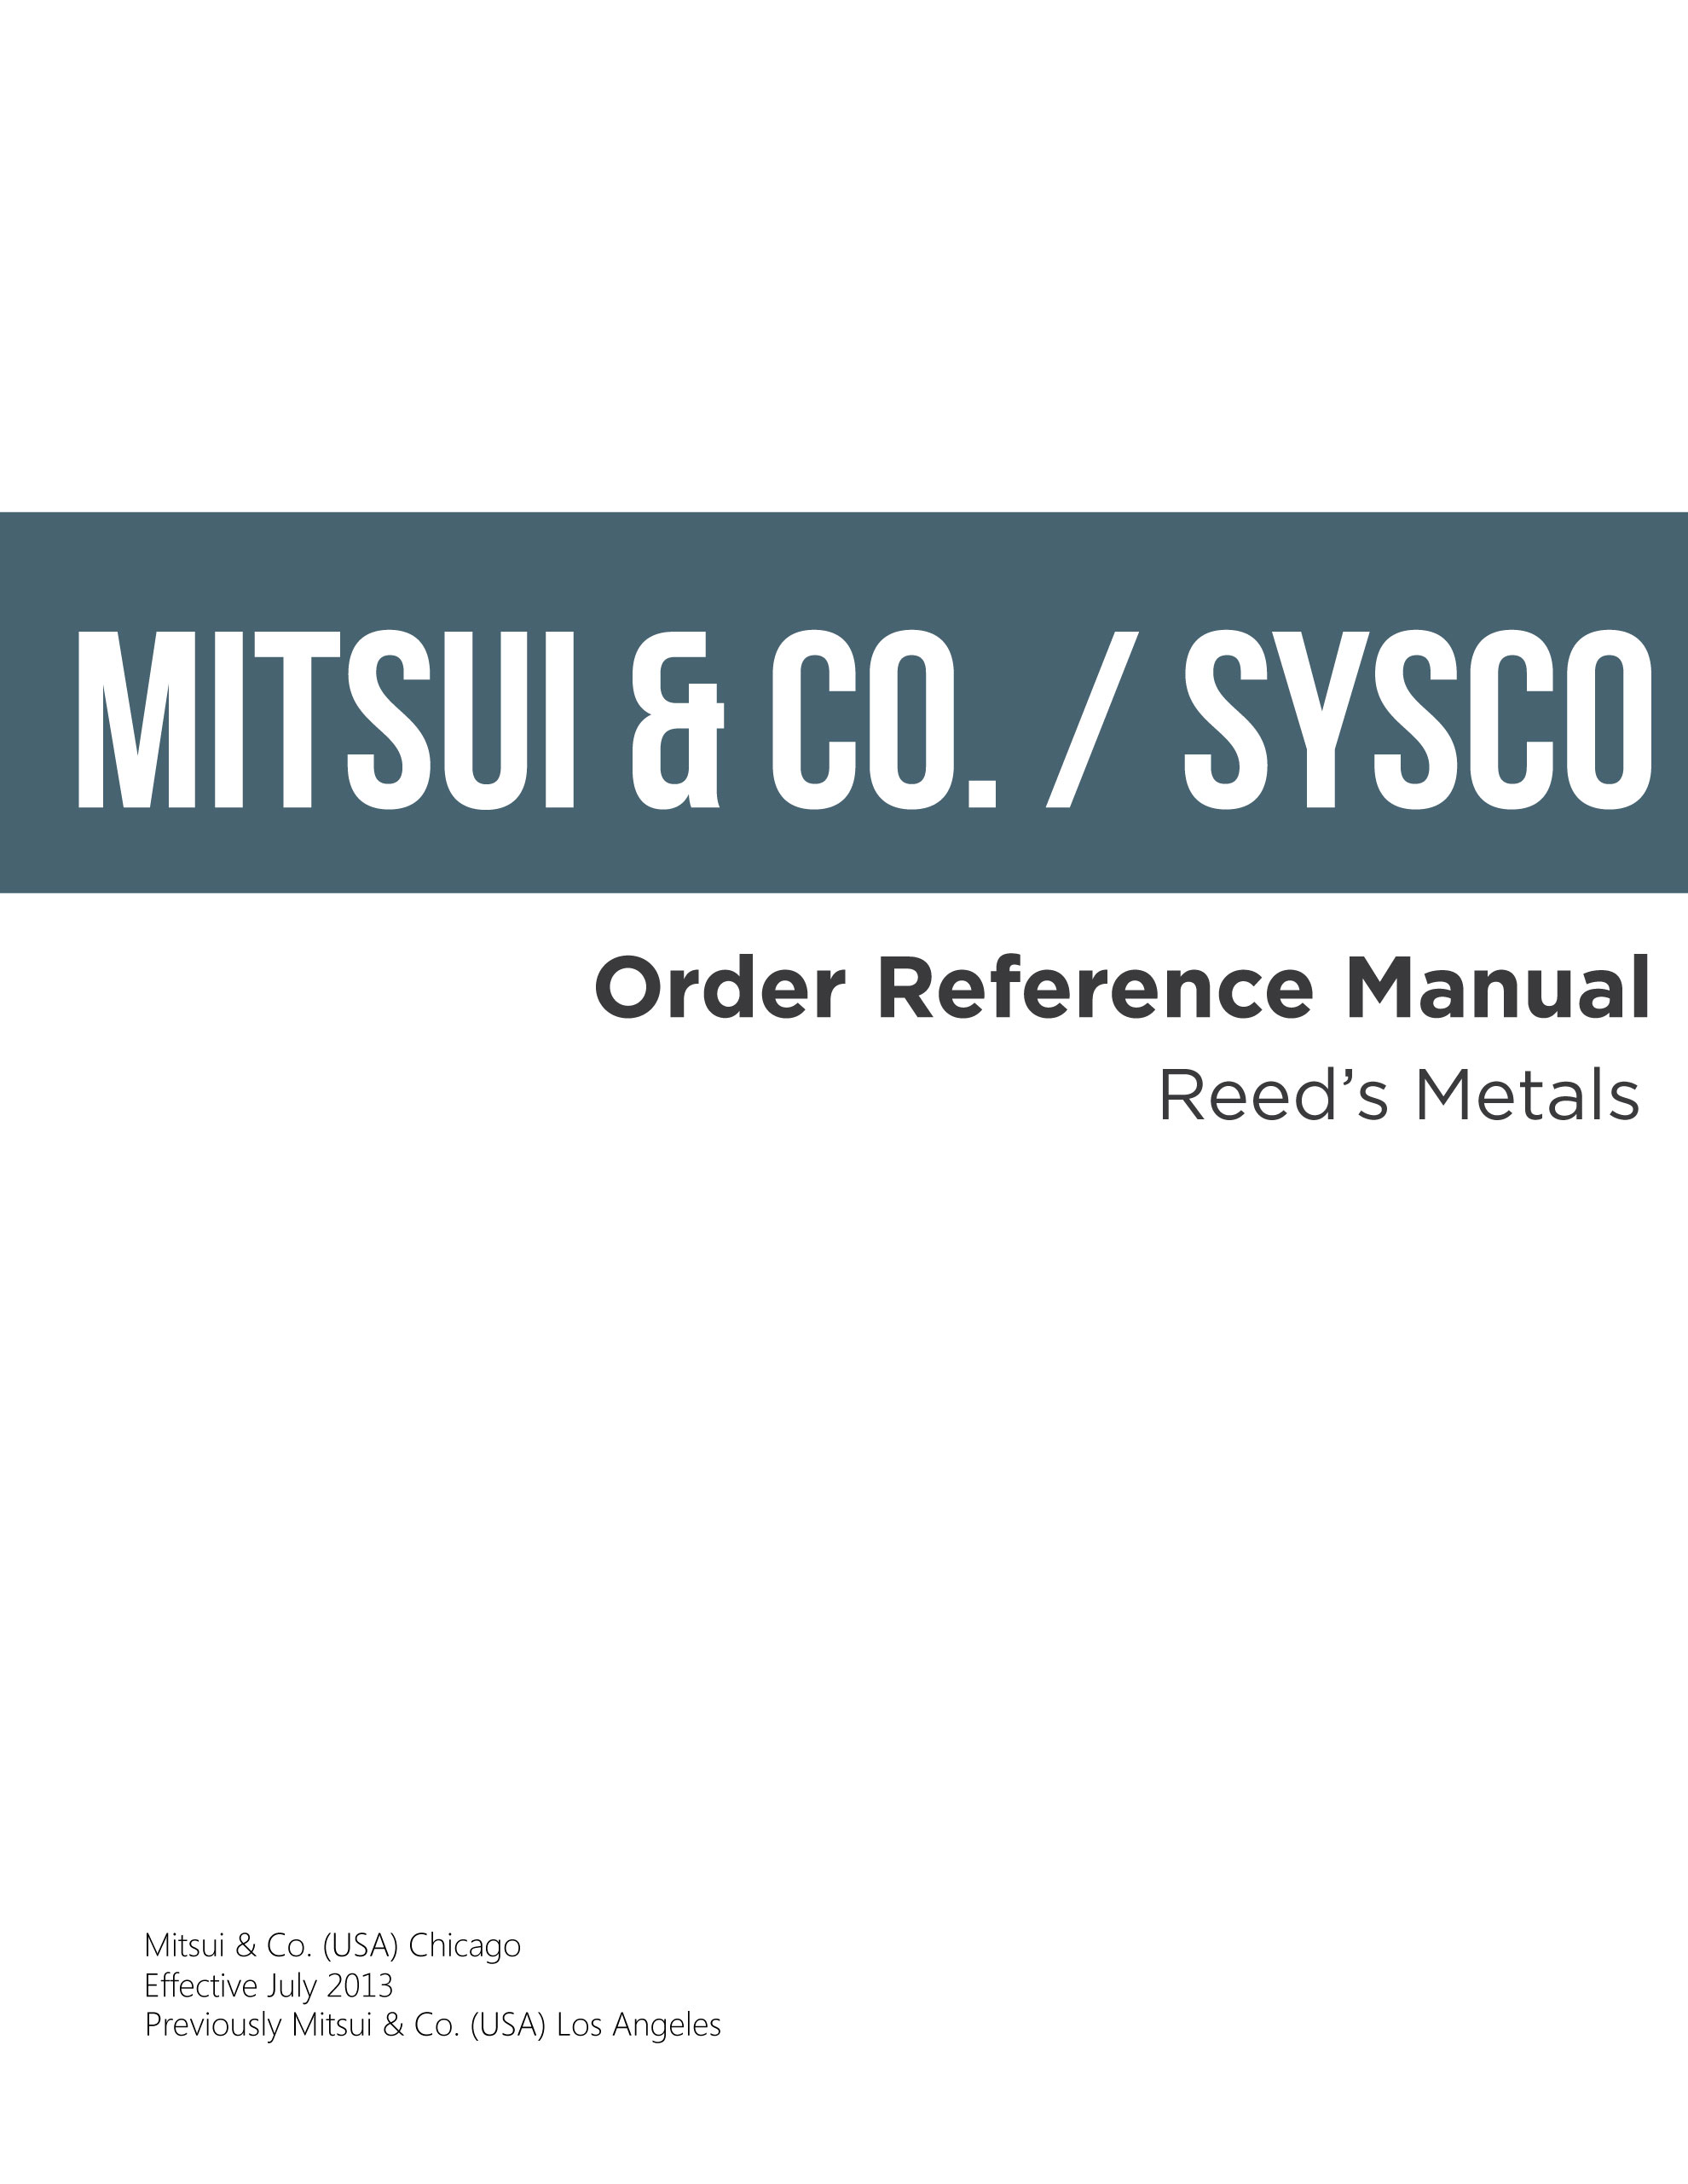 MITSUI & CO. / SYSCO
Order Reference Manual
Reed’s Metals
Mitsui & Co. (USA) Chicago
Effective July 2013
Previously Mitsui & Co. (USA) Los Angeles